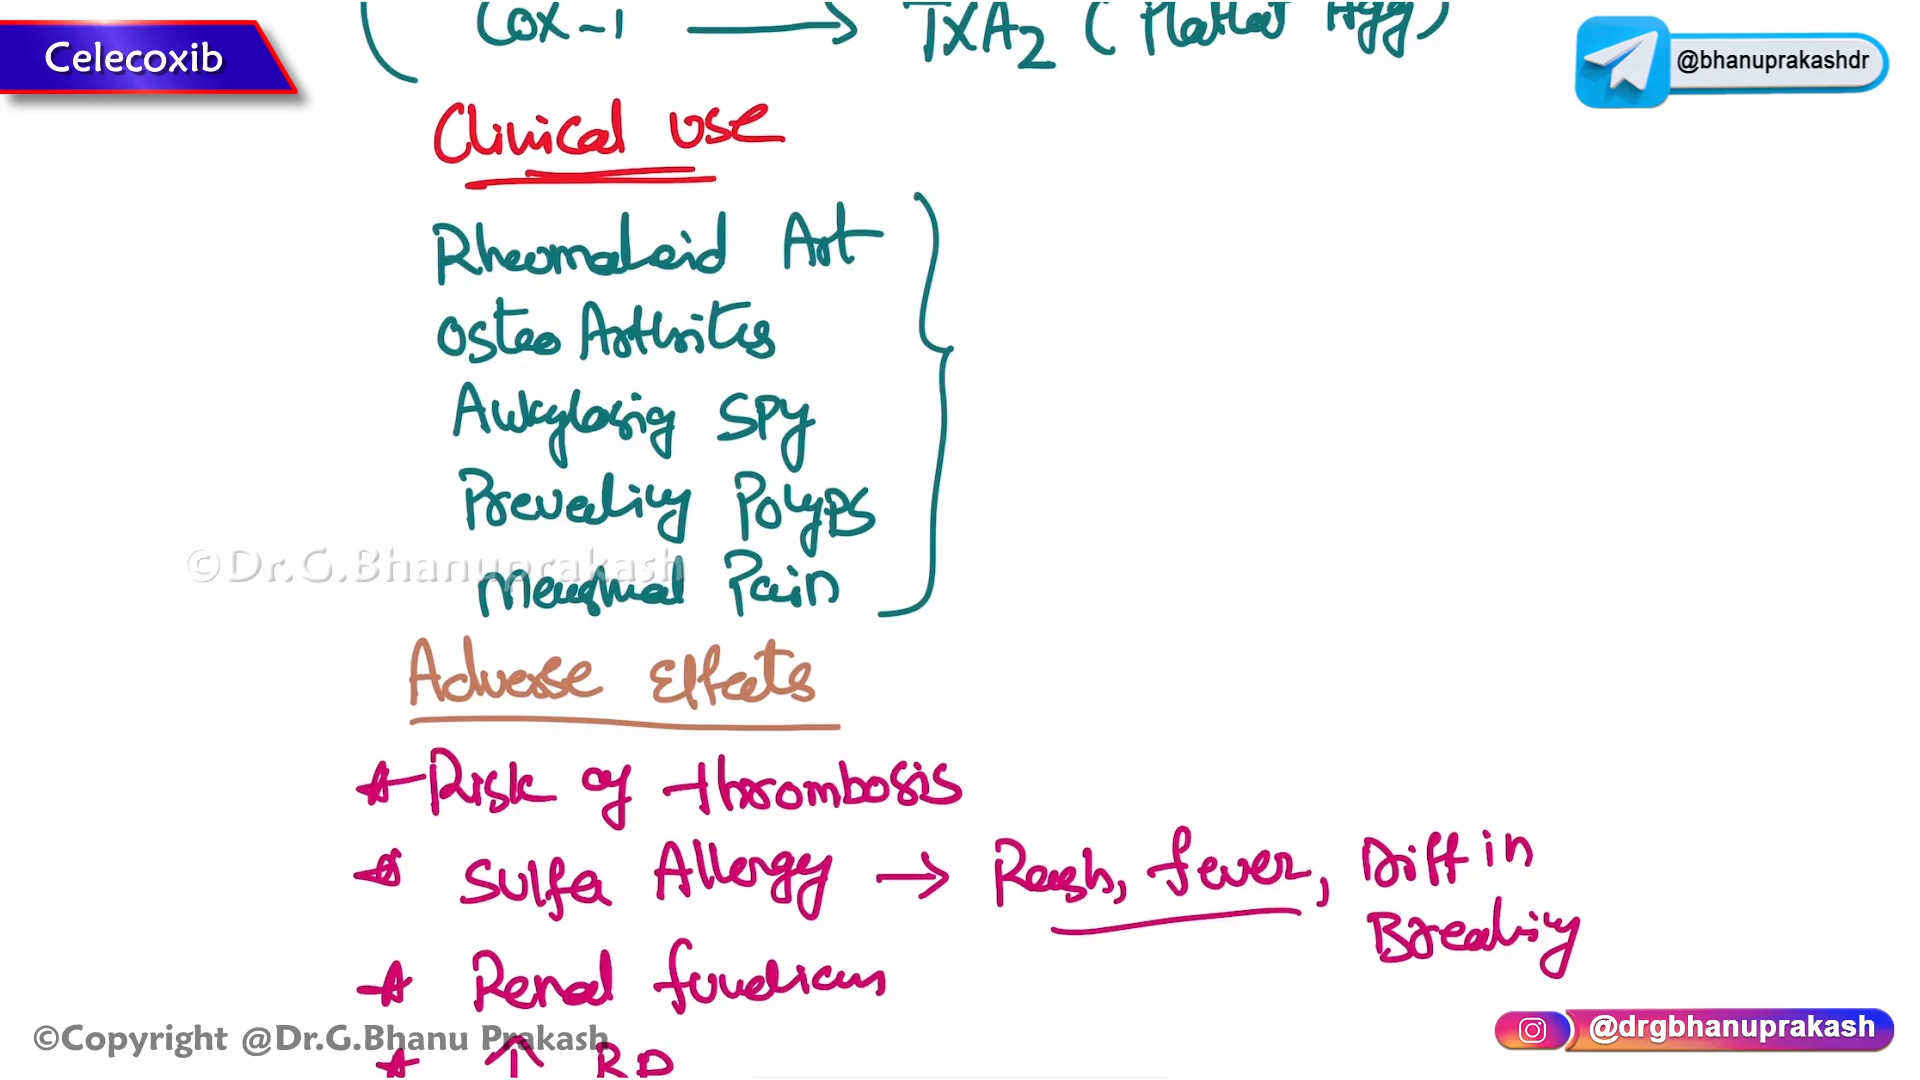 Celecoxib
COX-1 → TXA2 (Platlet Agg)
@bhanuprakashdr
Clinical use
Rheumatoid Art
Osteo Arthritis
Ankylosing SPY
Preventing Polyps
©Dr.G.Bhanuprakash
Menstrual Pain
Adverse Effects
Risk of thrombosis
Sulfa Allergy → Rash, fever, Diff in
Breathing
Renal functions
@drgbhanuprakash
©Copyright @Dr.G.Bhanu Prakash
↑ BP